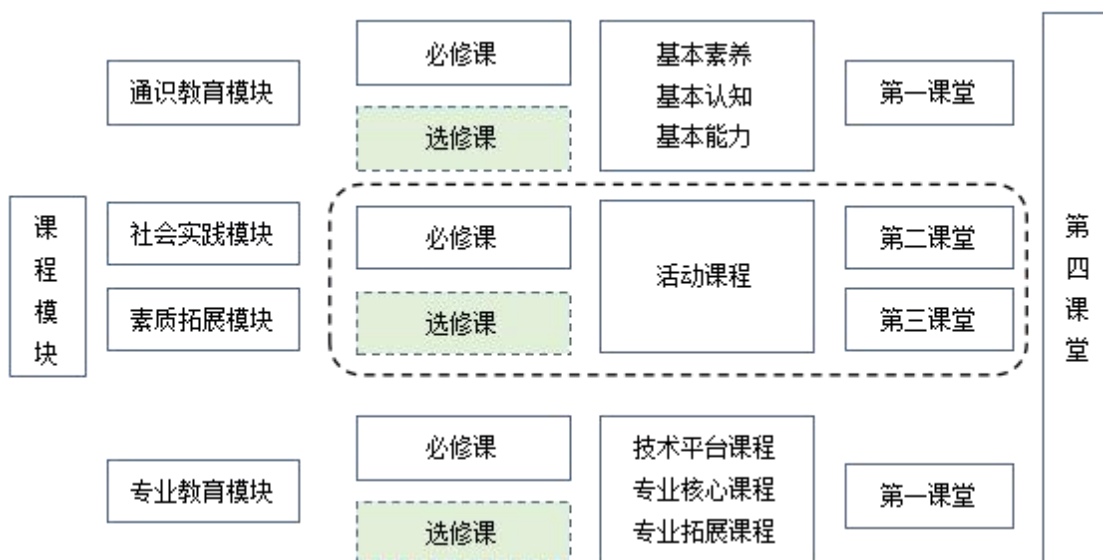 课程模块
通识教育模块
必修课
选修课
基本素养
基本认知
基本能力
第一课堂
社会实践模块
素质拓展模块
必修课
选修课
活动课程
第二课堂
第三课堂
专业教育模块
必修课
选修课
技术平台课程
专业核心课程
专业拓展课程
第一课堂
第四课堂